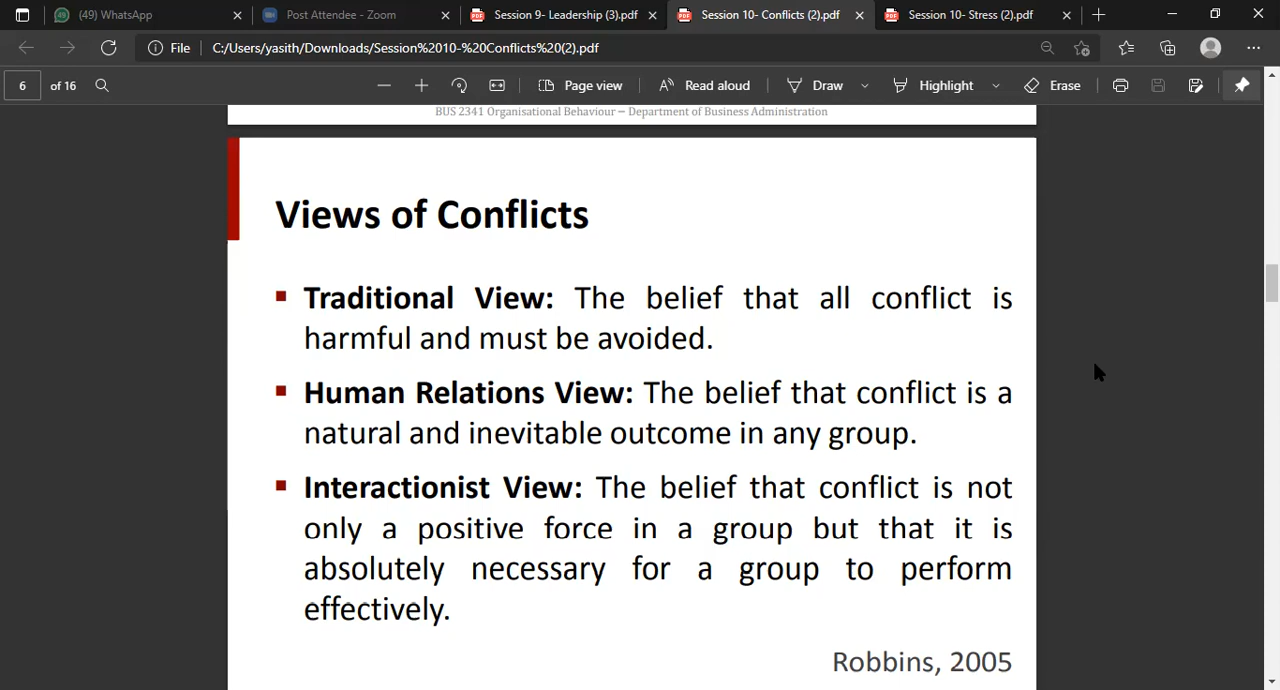 (49) WhatsApp
Post Attendee - Zoom
Session 9- Leadership (3).pdf
Session 10- Conflicts (2).pdf
Session 10- Stress (2).pdf
File
C:/Users/yasith/Downloads/Session%2010-%20Conflicts%20(2).pdf
6 of 16
Page view
Read aloud
Draw
Highlight
Erase
BUS 2341 Organisational Behaviour – Department of Business Administration
Views of Conflicts
Traditional View: The belief that all conflict is
harmful and must be avoided.
Human Relations View: The belief that conflict is a
natural and inevitable outcome in any group.
Interactionist View: The belief that conflict is not
only a positive force in a group but that it is
absolutely necessary for a group to perform
effectively.
Robbins, 2005